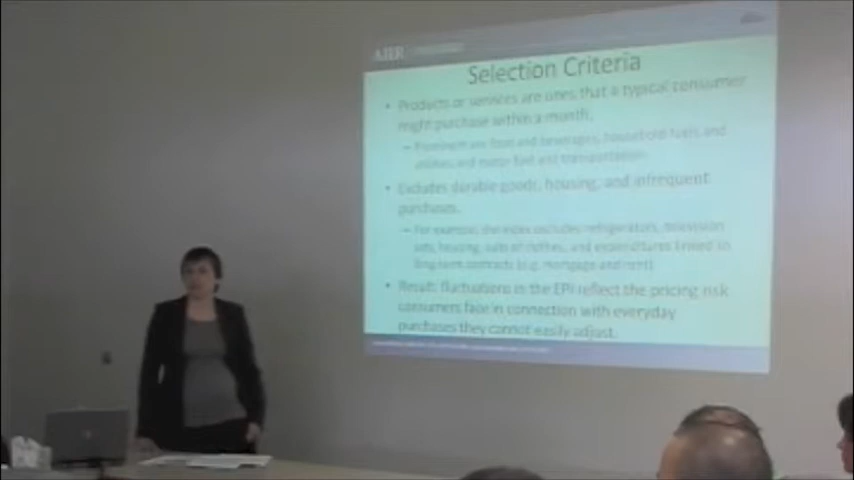 AIER
Selection Criteria
• Products or services are ones that a typical consumer
might purchase within a month.
– Prominent are food and beverages, household fuels and
utilities, and motor fuel and transportation.
• Excludes durable goods, housing, and infrequent
purchases.
– For example, the index excludes refrigerators, television
sets, housing, suits of clothes, and expenditures linked to
long-term contracts (e.g. mortgage and rent)
• Result: fluctuations in the EPI reflect the pricing risk
consumers face in connection with everyday
purchases they cannot easily adjust.